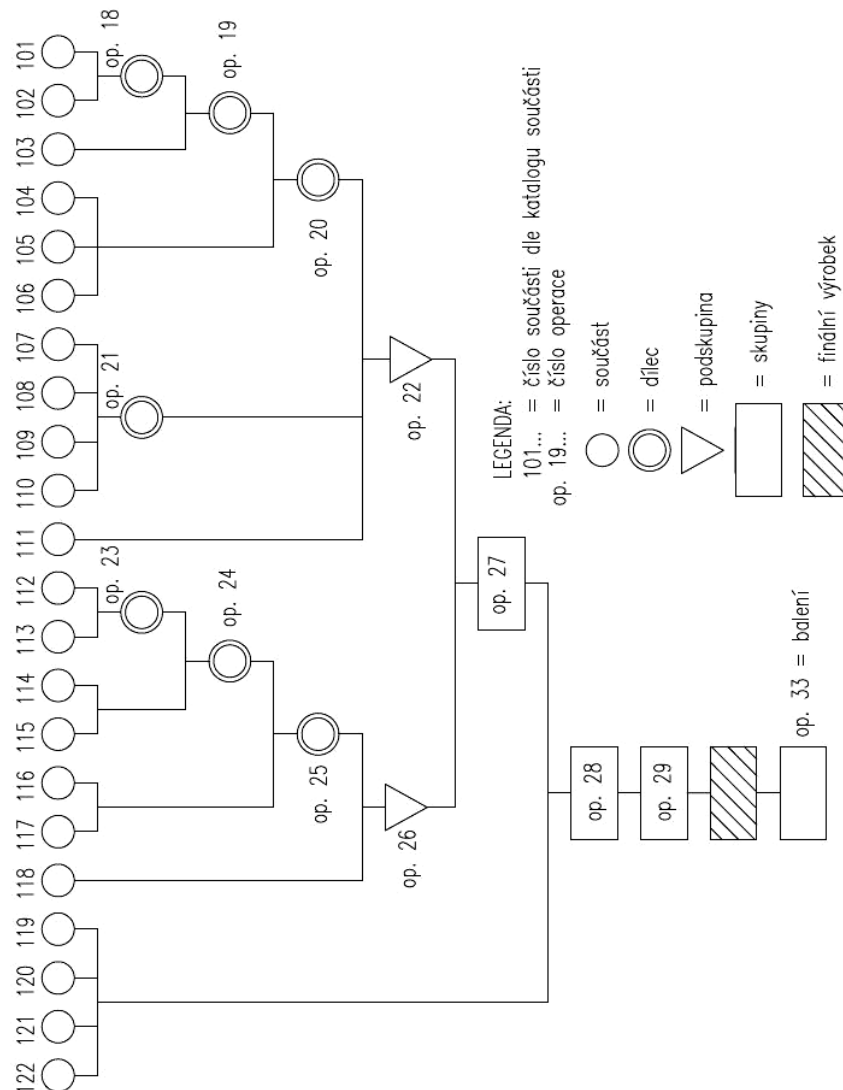 101
102
103
104
105
106
107
108
109
110
111
112
113
114
115
116
117
118
119
120
121
122
op. 18
op. 19
op. 20
op. 21
op. 22
op. 23
op. 24
op. 25
op. 26
op. 27
op. 28
op. 29
op. 33 = balení
LEGENDA:
101... = číslo součásti dle katalogu součásti
op. 19... = číslo operace
= součást
= dílec
= podskupina
= skupiny
= finální výrobek